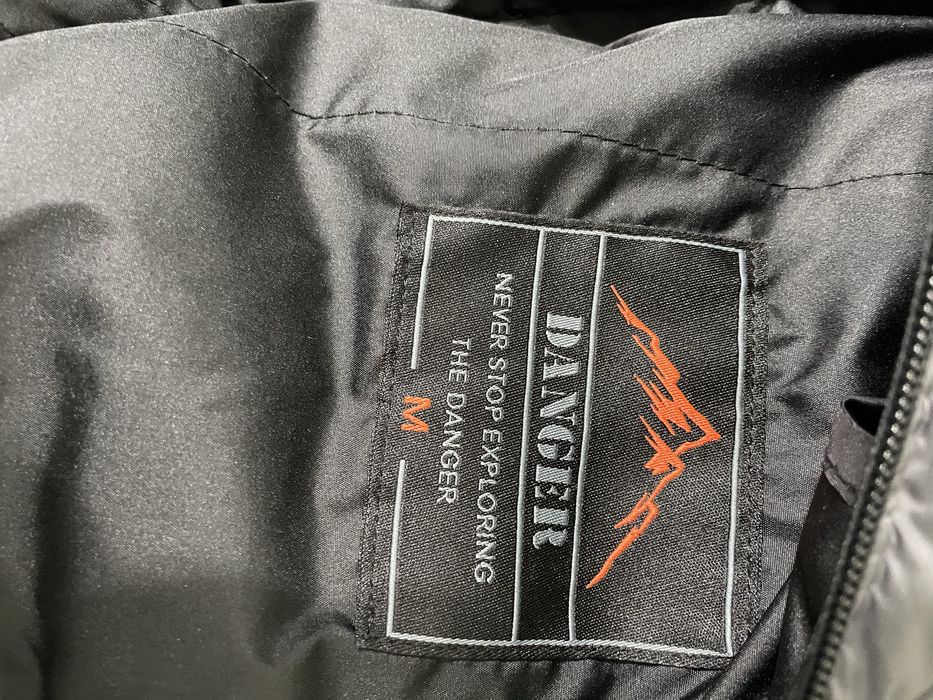 DANGER
NEVER STOP EXPLORING
THE DANGER
M